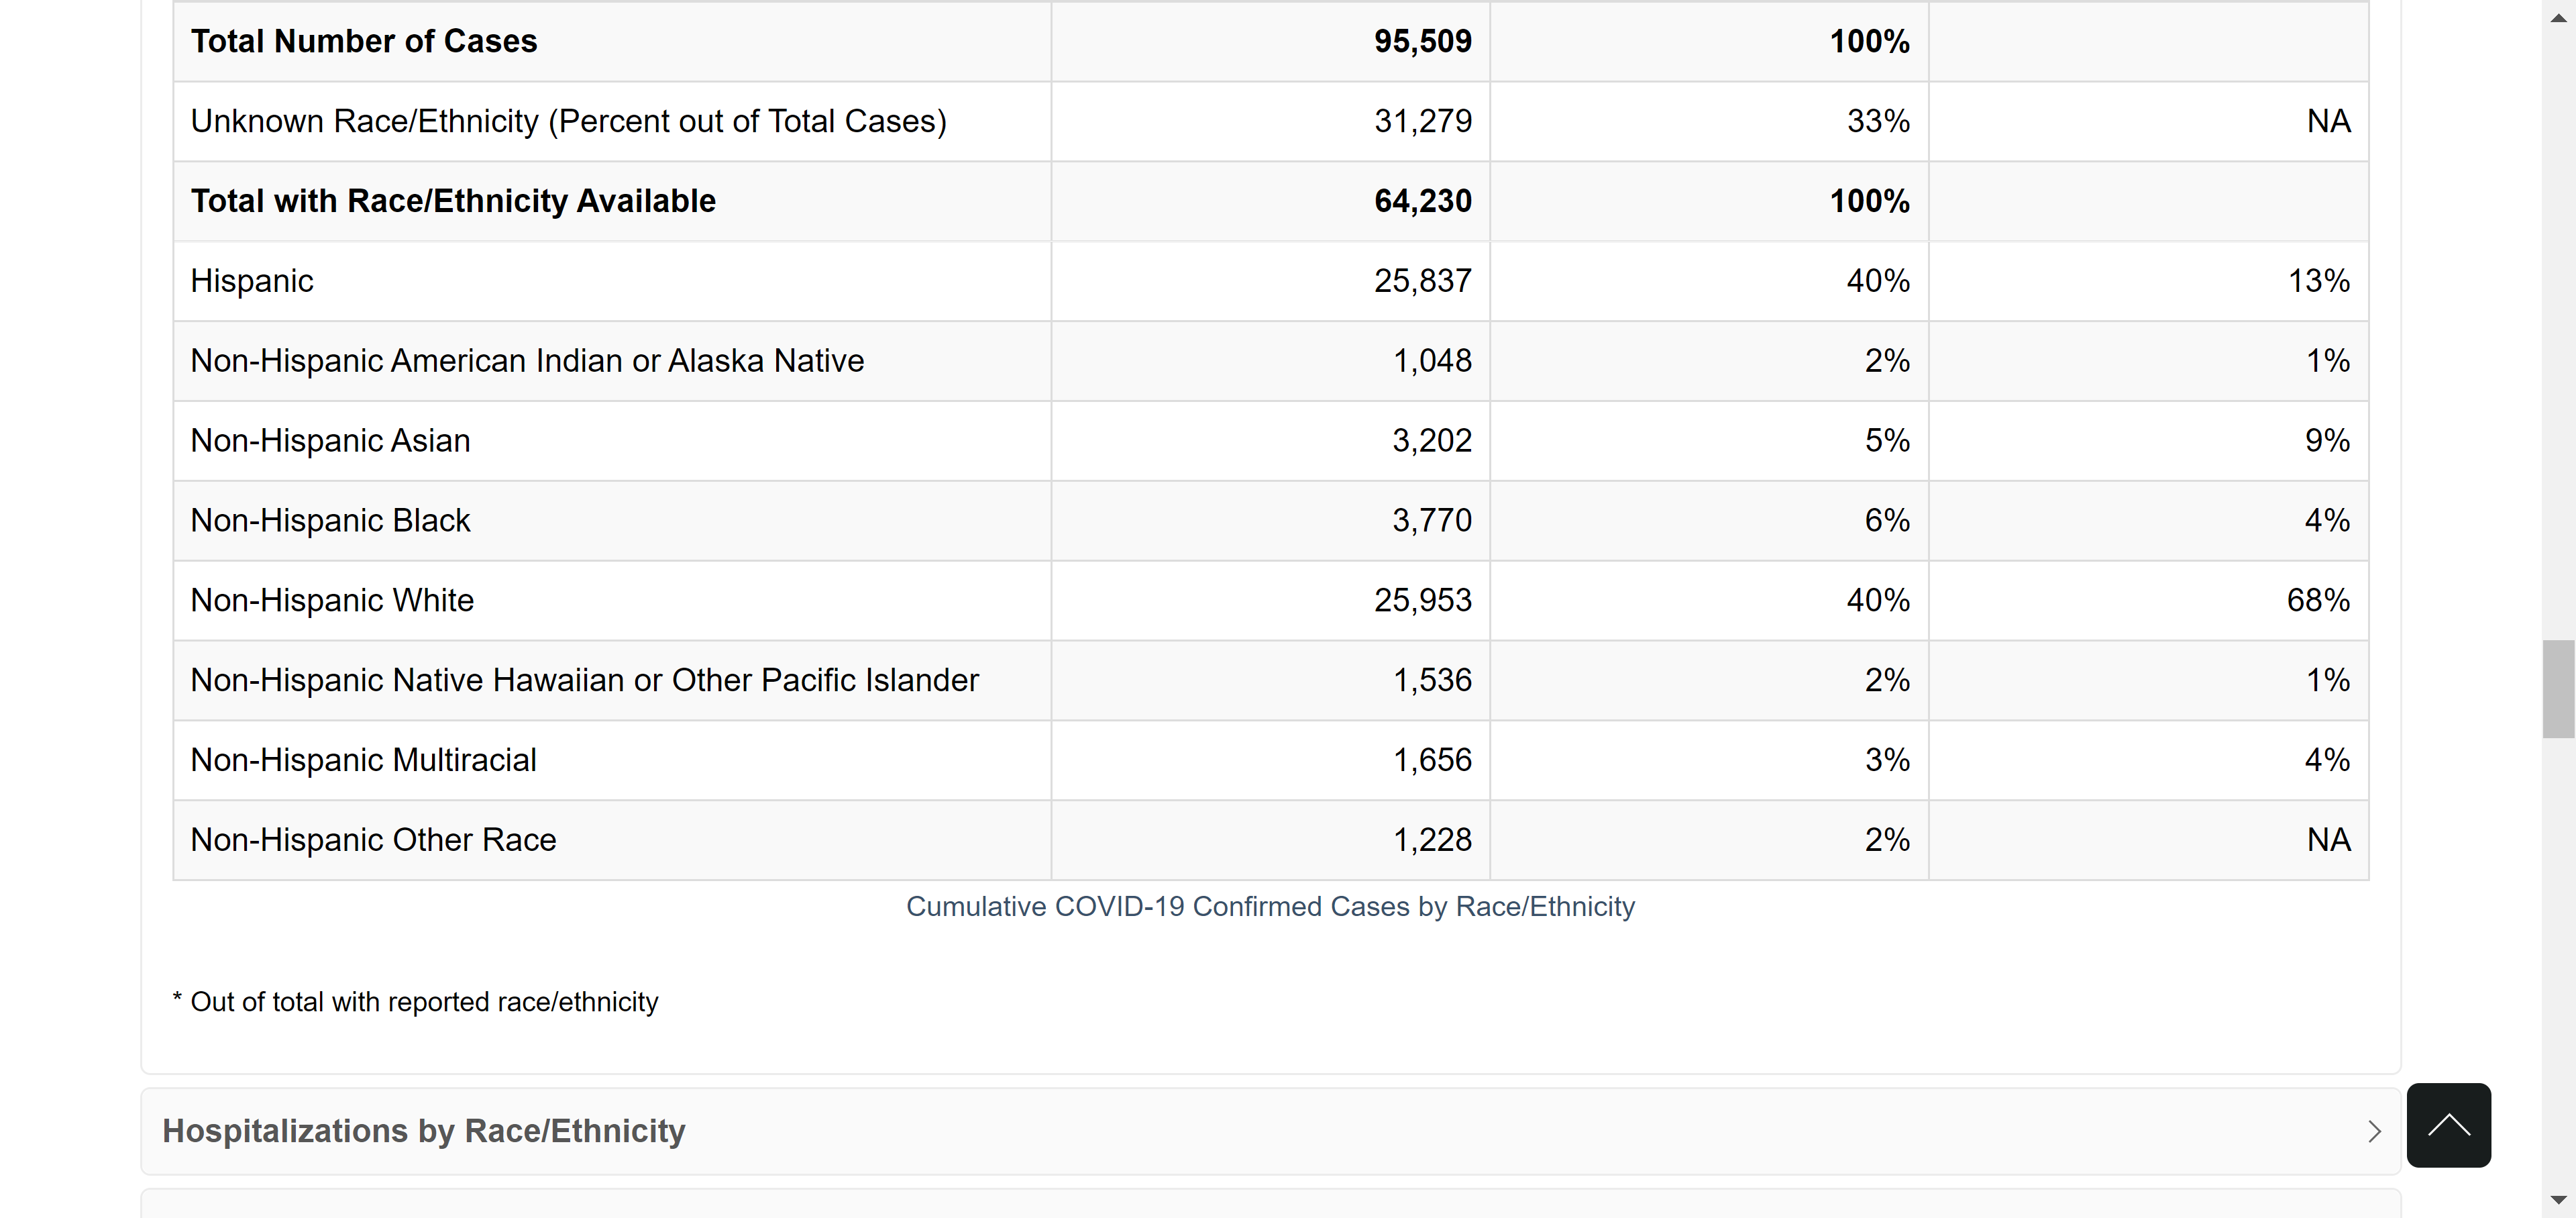 Total Number of Cases 95,509 100%
Unknown Race/Ethnicity (Percent out of Total Cases) 31,279 33% NA
Total with Race/Ethnicity Available 64,230 100%
Hispanic 25,837 40% 13%
Non-Hispanic American Indian or Alaska Native 1,048 2% 1%
Non-Hispanic Asian 3,202 5% 9%
Non-Hispanic Black 3,770 6% 4%
Non-Hispanic White 25,953 40% 68%
Non-Hispanic Native Hawaiian or Other Pacific Islander 1,536 2% 1%
Non-Hispanic Multiracial 1,656 3% 4%
Non-Hispanic Other Race 1,228 2% NA
Cumulative COVID-19 Confirmed Cases by Race/Ethnicity
* Out of total with reported race/ethnicity
Hospitalizations by Race/Ethnicity